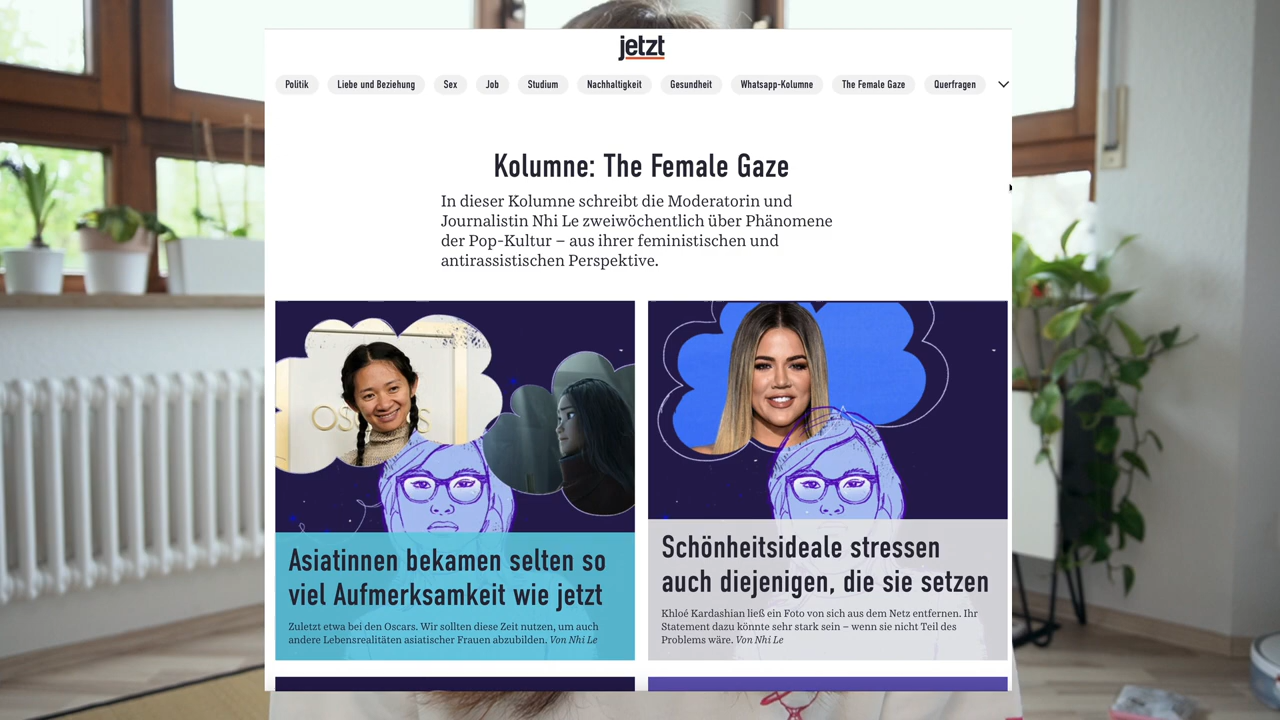 jetzt
Politik
Liebe und Beziehung
Sex
Job
Studium
Nachhaltigkeit
Gesundheit
Whatsapp-Kolumne
The Female Gaze
Querfragen
Kolumne: The Female Gaze
In dieser Kolumne schreibt die Moderatorin und
Journalistin Nhi Le zweiwöchentlich über Phänomene
der Pop-Kultur – aus ihrer feministischen und
antirassistischen Perspektive.
Asiatinnen bekamen selten so
viel Aufmerksamkeit wie jetzt
Zuletzt etwa bei den Oscars. Wir sollten diese Zeit nutzen, um auch
andere Lebensrealitäten asiatischer Frauen abzubilden. Von Nhi Le
Schönheitsideale stressen
auch diejenigen, die sie setzen
Khloé Kardashian ließ ein Foto von sich aus dem Netz entfernen. Ihr
Statement dazu könnte sehr stark sein – wenn sie nicht Teil des
Problems wäre. Von Nhi Le